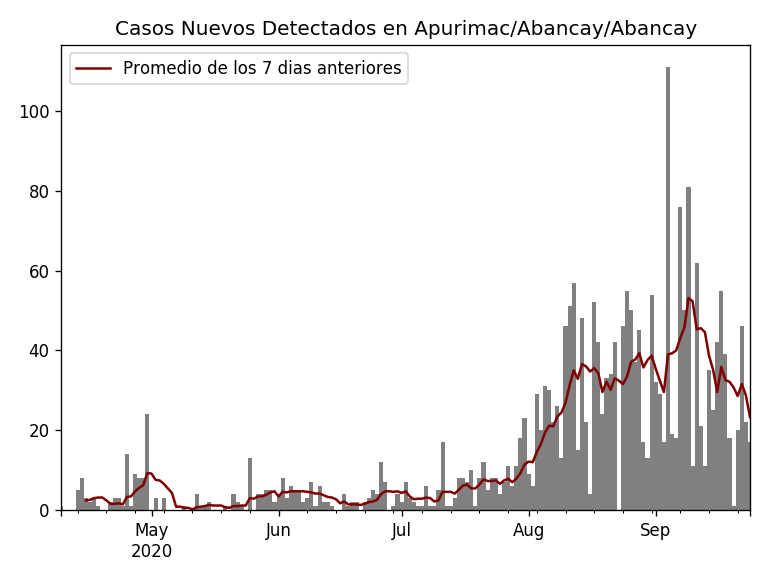 Casos Nuevos Detectados en Apurimac/Abancay/Abancay
Promedio de los 7 dias anteriores
100
80
60
40
20
0
May Jun Jul Aug Sep
2020